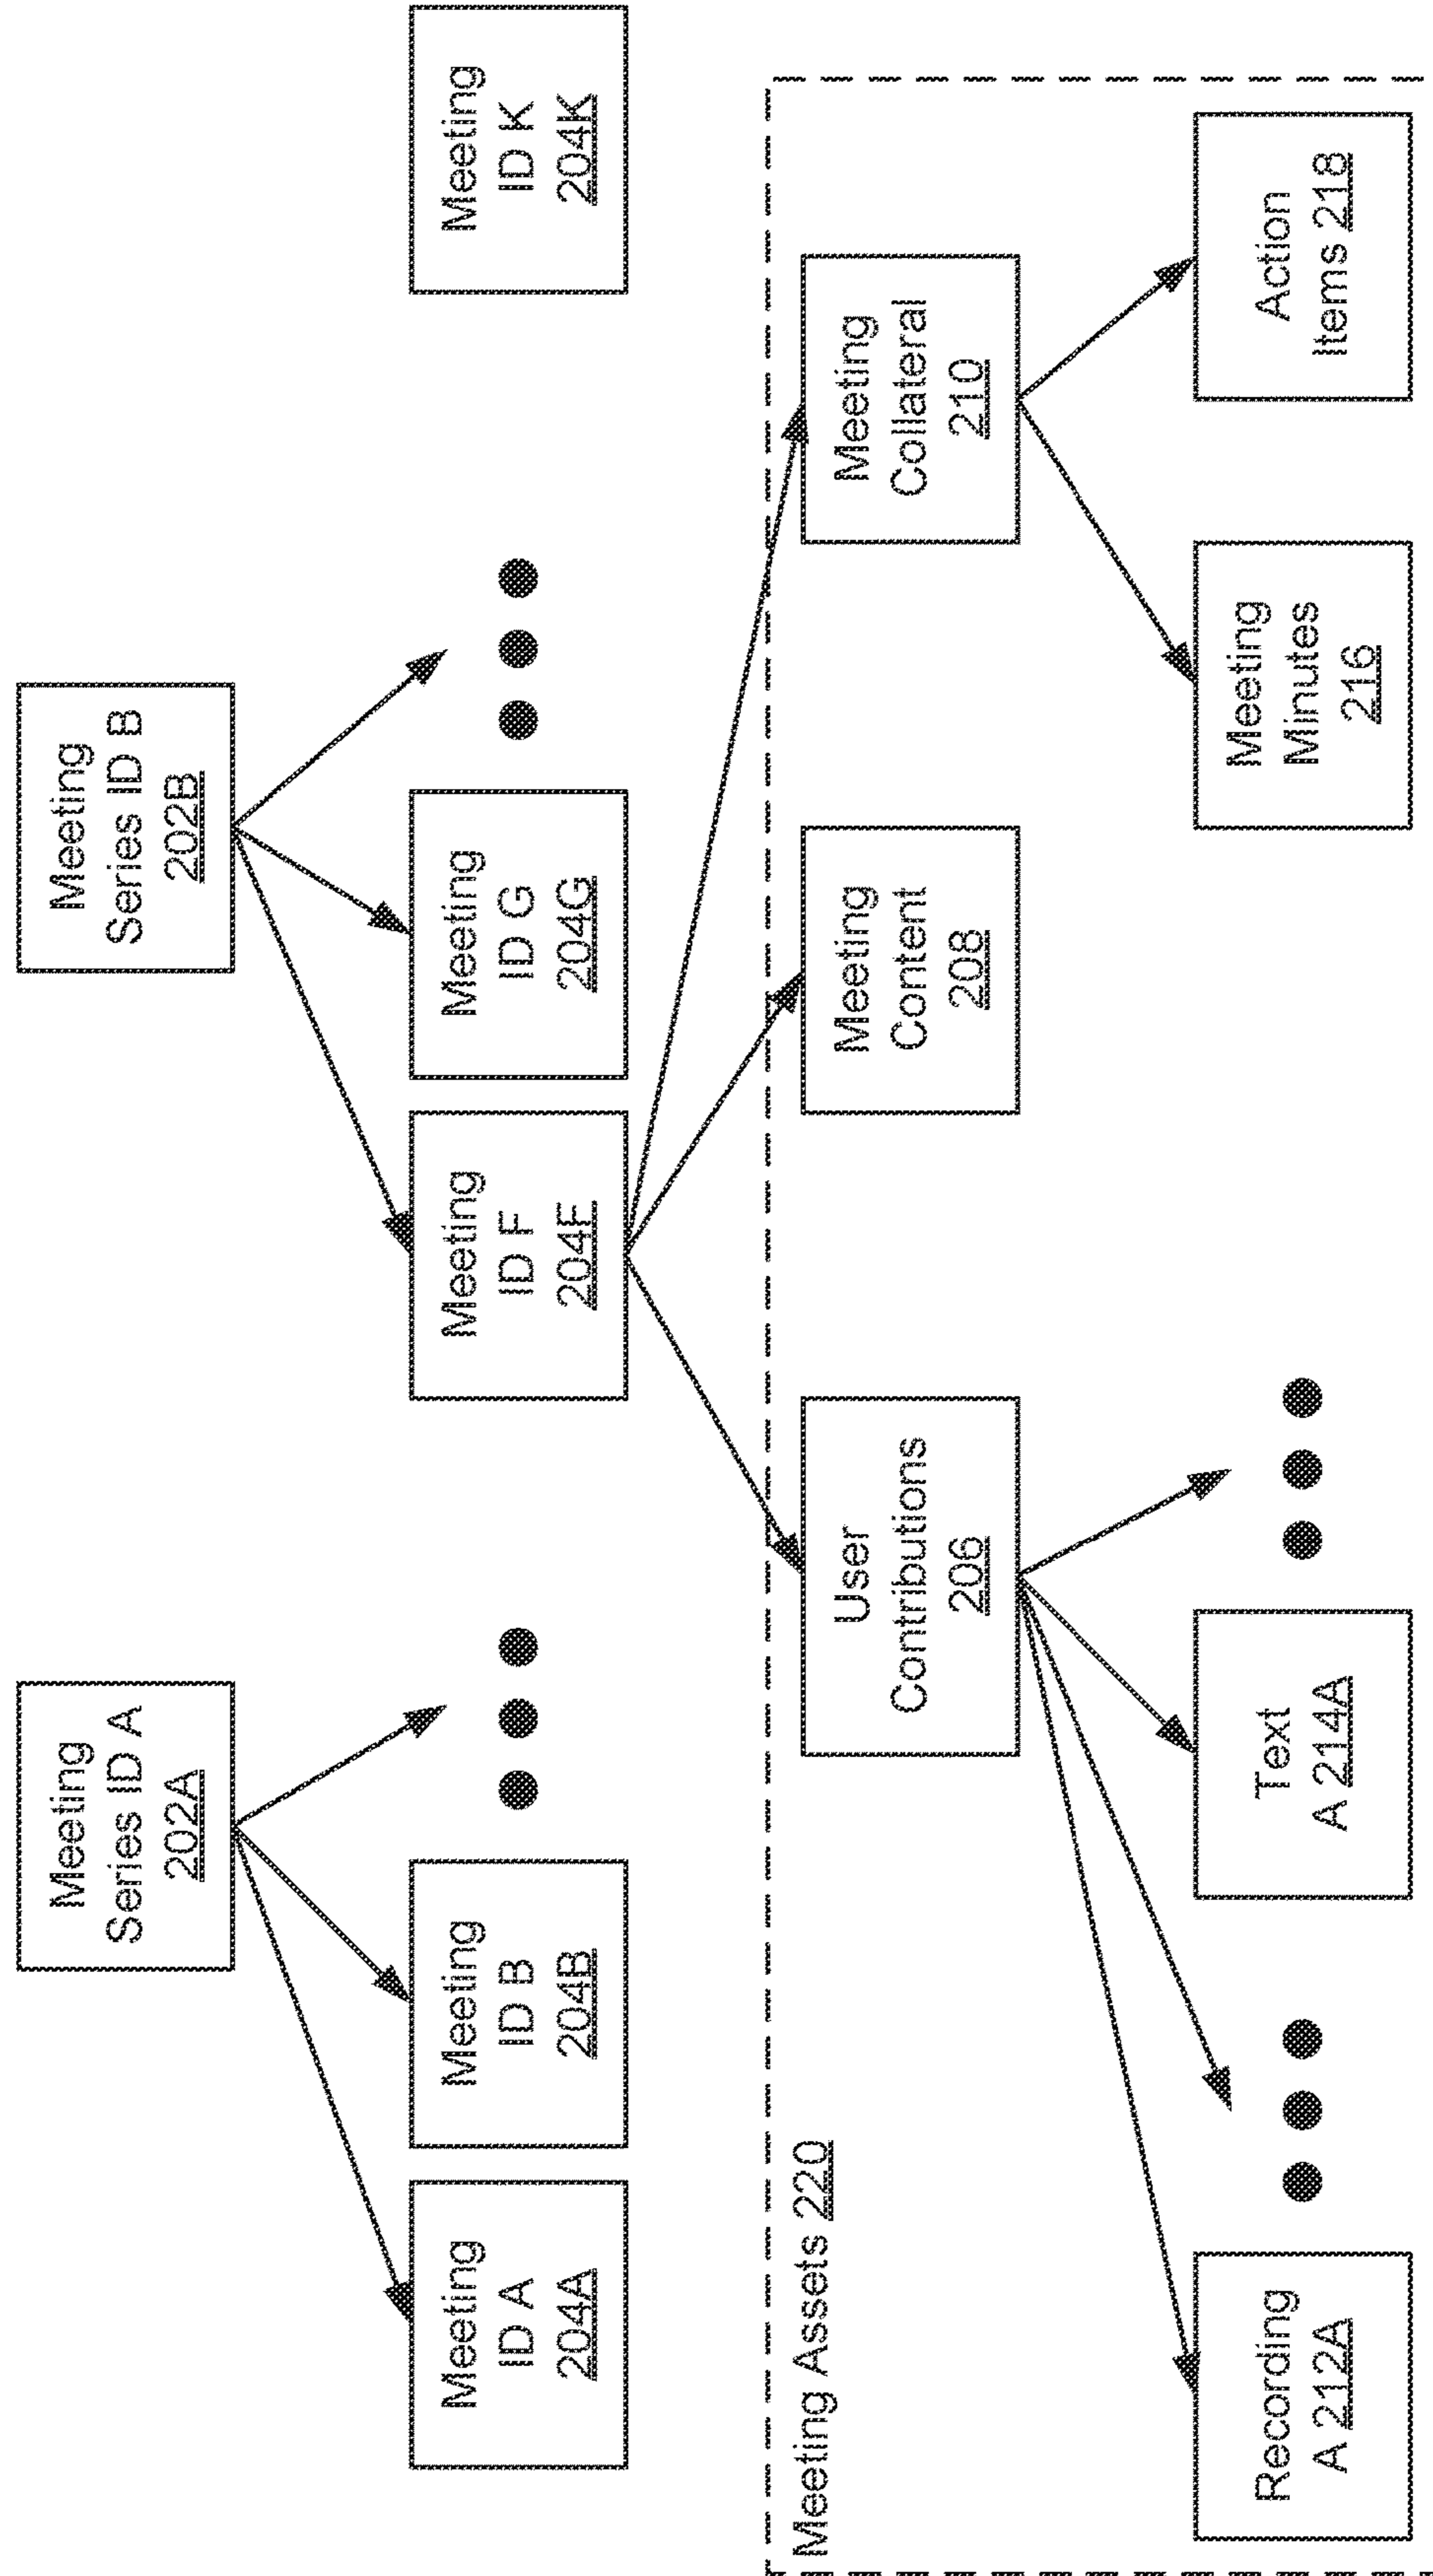 Meeting
Series ID A
202A
Meeting
Series ID B
202B
Meeting
ID A
204A
Meeting
ID B
204B
Meeting
ID F
204F
Meeting
ID G
204G
Meeting
ID K
204K
Meeting Assets 220
User
Contributions
206
Meeting
Content
208
Meeting
Collateral
210
Recording
A 212A
Text
A 214A
Meeting
Minutes
216
Action
Items 218